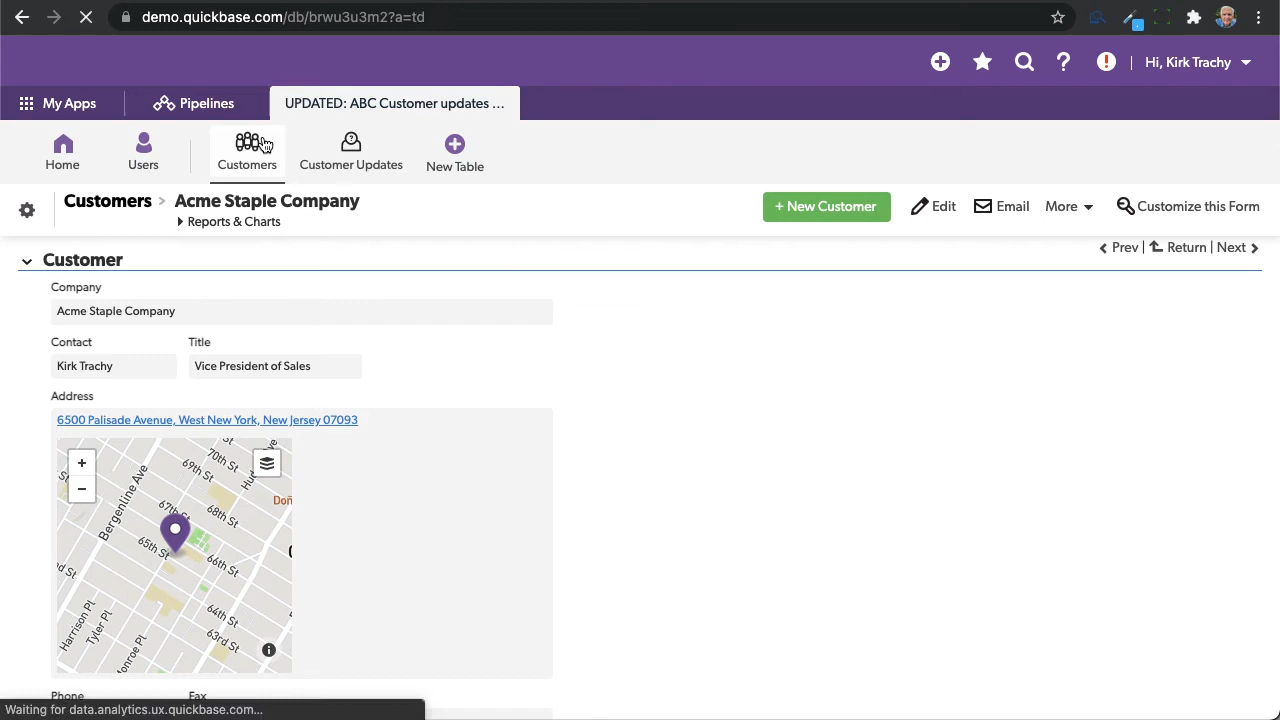 demo.quickbase.com/db/brwu3u3m2?a=td
Hi, Kirk Trachy
My Apps
Pipelines
UPDATED: ABC Customer updates ...
Home
Users
Customers
Customer Updates
New Table
Customers > Acme Staple Company
Reports & Charts
+ New Customer
Edit
Email
More
Customize this Form
Prev | Return | Next
Customer
Company
Acme Staple Company
Contact
Title
Kirk Trachy
Vice President of Sales
Address
6500 Palisade Avenue, West New York, New Jersey 07093
+
−
70th St
69th St
Bergenline Ave
68th St
67th St
65th St
66th St
64th St
63rd St
Harrison Pl
Tyler Pl
Phone
Fax
Waiting for data.analytics.ux.quickbase.com...